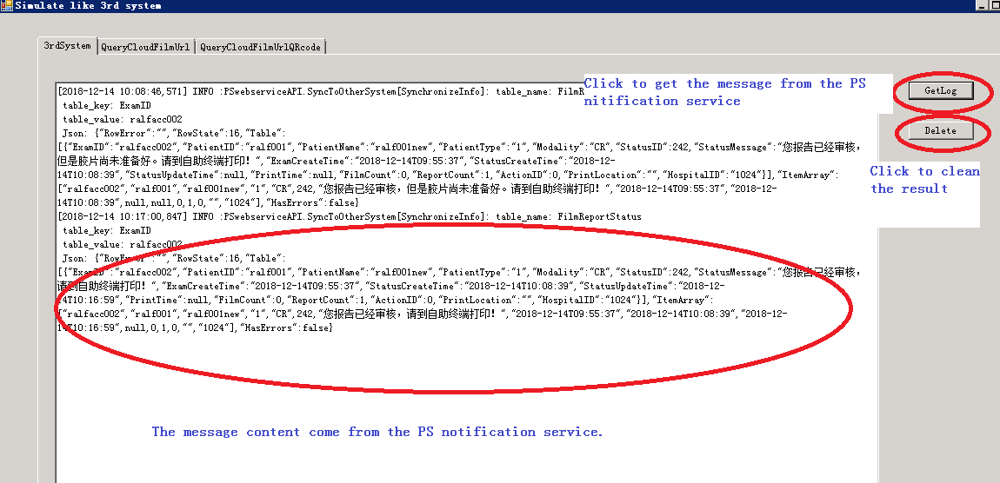 Simulate like 3rd system
3rdSystem QueryCloudFilmUrl QueryCloudFilmUrlQRcode
[2018-12-14 10:08:46,571] INFO :PSwebserviceAPI.SyncToOtherSystem[SynchronizeInfo]: table_name: FilmR
table_key: ExamID
table_value: ralfacc002
Json: {"RowError":"","RowState":16,"Table":
[{"ExamID":"ralfacc002","PatientID":"ralf001","PatientName":"ralf001new","PatientType":"1","Modality":"CR","StatusID":242,"StatusMessage":"您报告已经审核，
但是胶片尚未准备好。请到自助终端打印！","ExamCreateTime":"2018-12-14T09:55:37","StatusCreateTime":"2018-12-
14T10:08:39","StatusUpdateTime":null,"PrintTime":null,"FilmCount":0,"ReportCount":1,"ActionID":0,"PrintLocation":"","HospitalID":"1024"}],"ItemArray":
["ralfacc002","ralf001","ralf001new","1","CR",242,"您报告已经审核，但是胶片尚未准备好。请到自助终端打印！","2018-12-14T09:55:37","2018-12-
14T10:08:39",null,null,0,1,0,"","1024"],"HasErrors":false}
[2018-12-14 10:17:00,847] INFO :PSwebserviceAPI.SyncToOtherSystem[SynchronizeInfo]: table_name: FilmReportStatus
table_key: ExamID
table_value: ralfacc002
Json: {"RowError":"","RowState":16,"Table":
[{"ExamID":"ralfacc002","PatientID":"ralf001","PatientName":"ralf001new","PatientType":"1","Modality":"CR","StatusID":242,"StatusMessage":"您报告已经审核，
请到自助终端打印！","ExamCreateTime":"2018-12-14T09:55:37","StatusCreateTime":"2018-12-14T10:08:39","StatusUpdateTime":"2018-12-
14T10:16:59","PrintTime":null,"FilmCount":0,"ReportCount":1,"ActionID":0,"PrintLocation":"","HospitalID":"1024"}],"ItemArray":
["ralfacc002","ralf001","ralf001new","1","CR",242,"您报告已经审核，请到自助终端打印！","2018-12-14T09:55:37","2018-12-14T10:08:39","2018-12-
14T10:16:59",null,0,1,0,"","1024"],"HasErrors":false}
Click to get the message from the PS
nitification service
GetLog
Delete
Click to clean
the result
The message content come from the PS notification service.